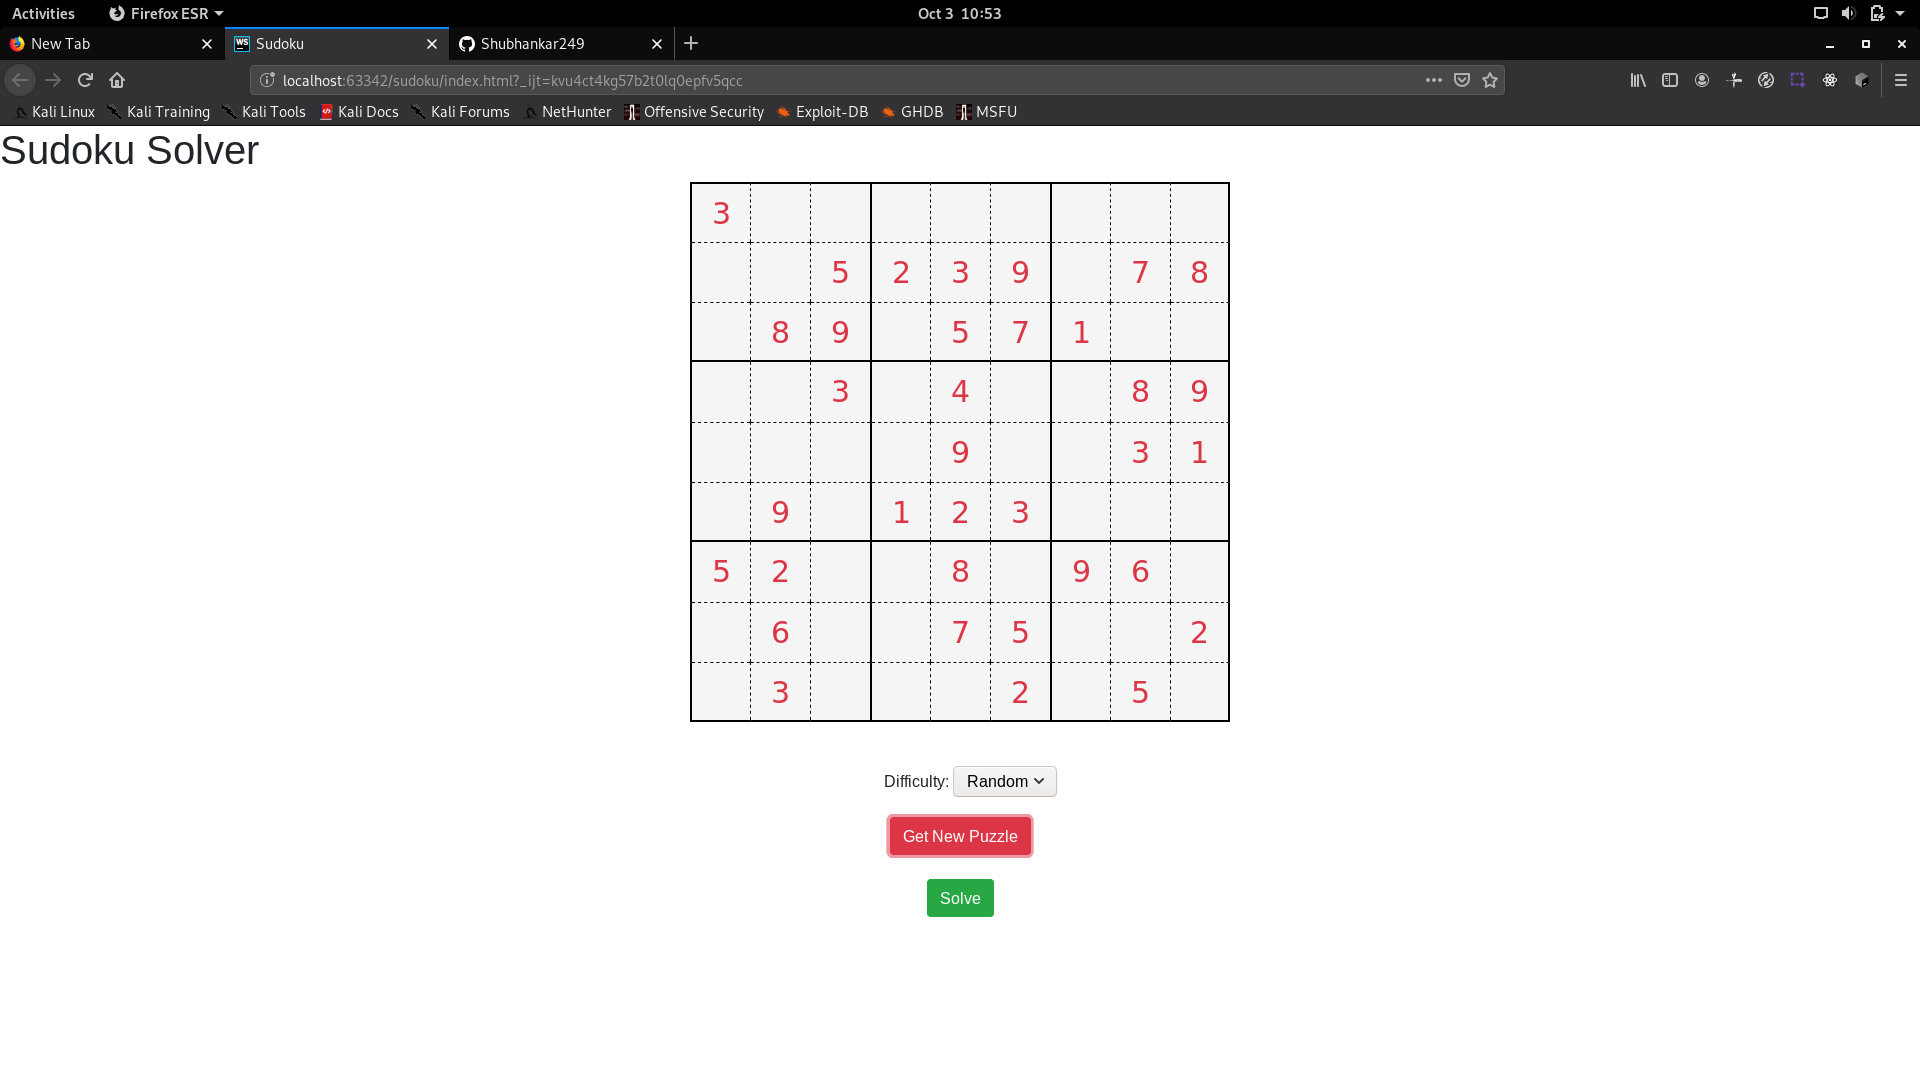 Activities Firefox ESR Oct 3 10:53
New Tab Sudoku Shubhankar249
localhost:63342/sudoku/index.html?_ijt=kvu4ct4kg57b2t0lq0epfv5qcc
Kali Linux Kali Training Kali Tools Kali Docs Kali Forums NetHunter Offensive Security Exploit-DB GHDB MSFU
Sudoku Solver
3
5 2 3 9 7 8
8 9 5 7 1
3 4 8 9
9 3 1
9 1 2 3
5 2 8 9 6
6 7 5 2
3 2 5
Difficulty: Random
Get New Puzzle
Solve